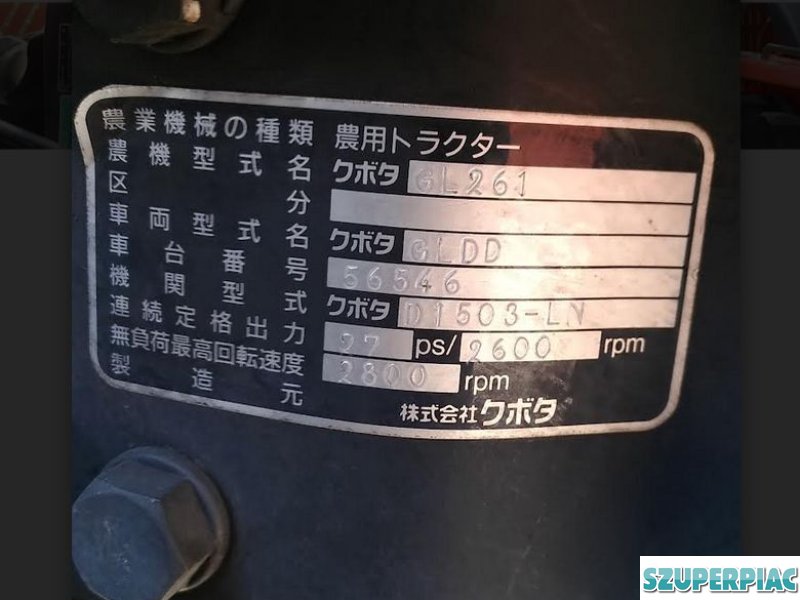 農業機械の種類 農用トラクター
農機型式名 クボタ GL261
区分
車両型式名 クボタ GLDD
車台番号 56546
機関型式 クボタ D1503-LN
連続定格出力 27 ps/ 2600 rpm
無負荷最高回転速度 2800 rpm
製造元 株式会社クボタ
SZUPERPIAC